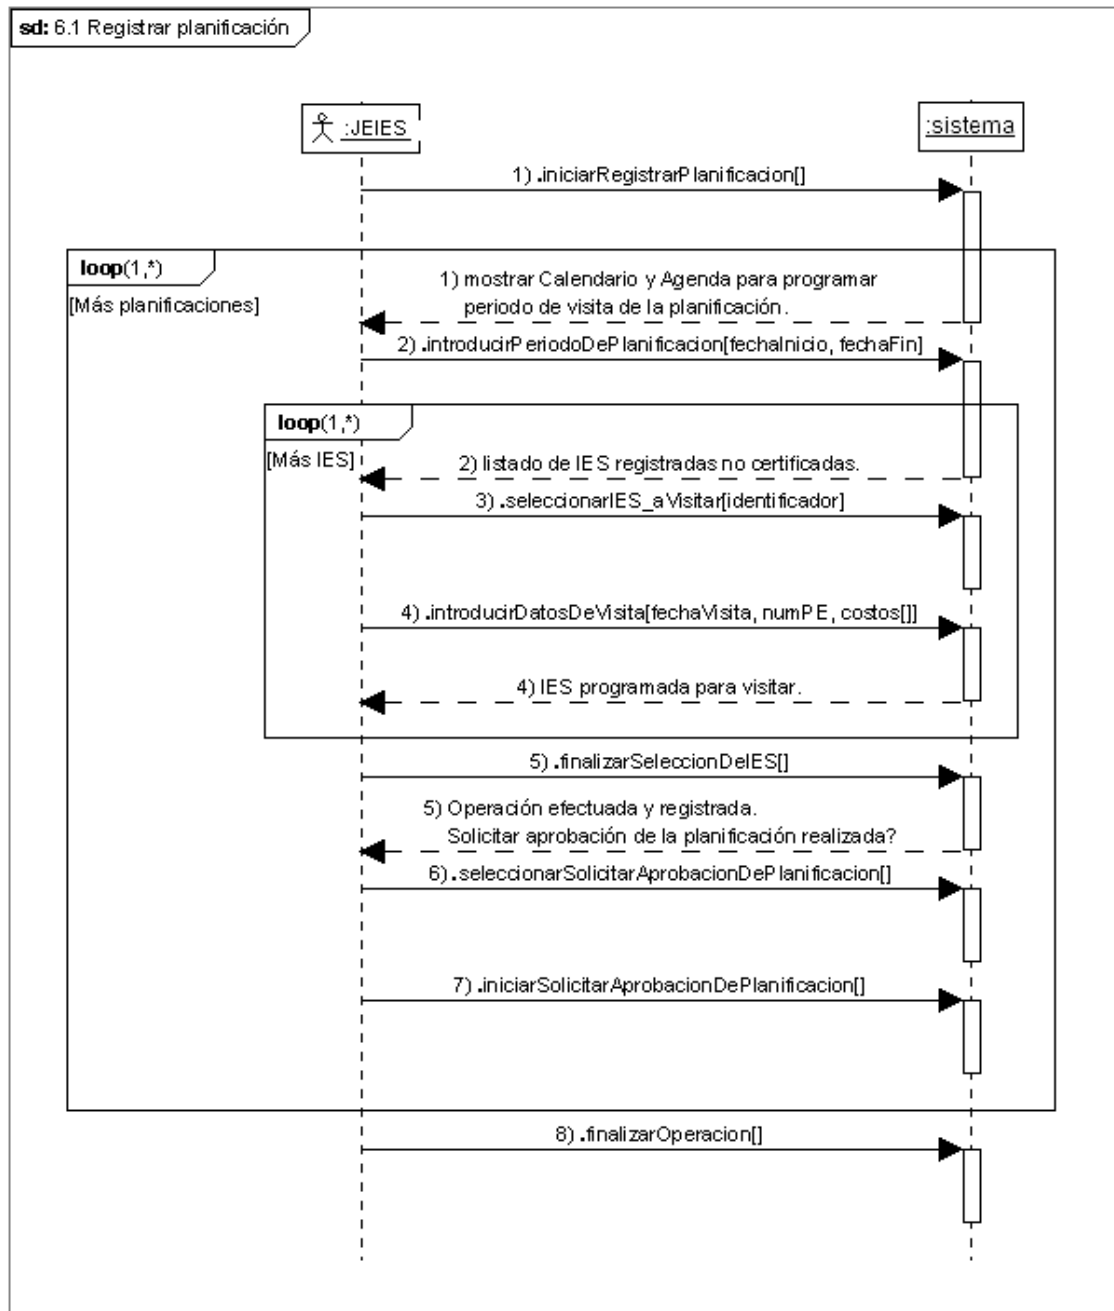 sd: 6.1 Registrar planificación
:JEIES
:sistema
1) .iniciarRegistrarPlanificacion[]
loop(1,*)
[Más planificaciones]
1) mostrar Calendario y Agenda para programar
periodo de visita de la planificación.
2) .introducirPeriodoDePlanificacion[fechaInicio, fechaFin]
loop(1,*)
[Más IES]
2) listado de IES registradas no certificadas.
3) .seleccionarIES_aVisitar[identificador]
4) .introducirDatosDeVisita[fechaVisita, numPE, costos[]]
4) IES programada para visitar.
5) .finalizarSeleccionDeIES[]
5) Operación efectuada y registrada.
Solicitar aprobación de la planificación realizada?
6) .seleccionarSolicitarAprobacionDePlanificacion[]
7) .iniciarSolicitarAprobacionDePlanificacion[]
8) .finalizarOperacion[]